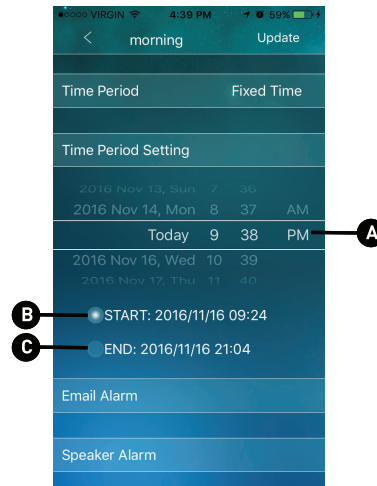 VIRGIN 4:39 PM 59%
morning Update
Time Period Fixed Time
Time Period Setting
2016 Nov 13, Sun 7 36
2016 Nov 14, Mon 8 37 AM
Today 9 38 PM A
2016 Nov 16, Wed 10 39
2016 Nov 17, Thu 11 40
B START: 2016/11/16 09:24
C END: 2016/11/16 21:04
Email Alarm
Speaker Alarm